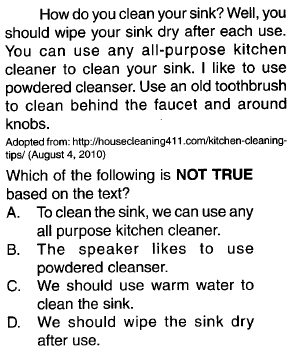 How do you clean your sink? Well, you
should wipe your sink dry after each use.
You can use any all-purpose kitchen
cleaner to clean your sink. I like to use
powdered cleanser. Use an old toothbrush
to clean behind the faucet and around
knobs.
Adopted from: http://housecleaning411.com/kitchen-cleaning-
tips/ (August 4, 2010)
Which of the following is NOT TRUE
based on the text?
A. To clean the sink, we can use any
all purpose kitchen cleaner.
B. The speaker likes to use
powdered cleanser.
C. We should use warm water to
clean the sink.
D. We should wipe the sink dry
after use.